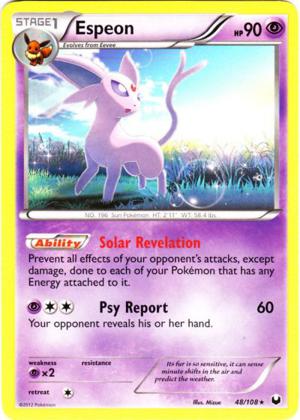 STAGE1
Espeon
HP90
Evolves from Eevee
NO. 196 Sun Pokémon HT: 2'11" WT: 58.4 lbs.
Ability Solar Revelation
Prevent all effects of your opponent's attacks, except
damage, done to each of your Pokémon that has any
Energy attached to it.
Psy Report 60
Your opponent reveals his or her hand.
weakness resistance
×2
retreat
Its fur is so sensitive, it can sense
minute shifts in the air and
predict the weather.
Illus. Mizue 48/108★
©2012 Pokémon